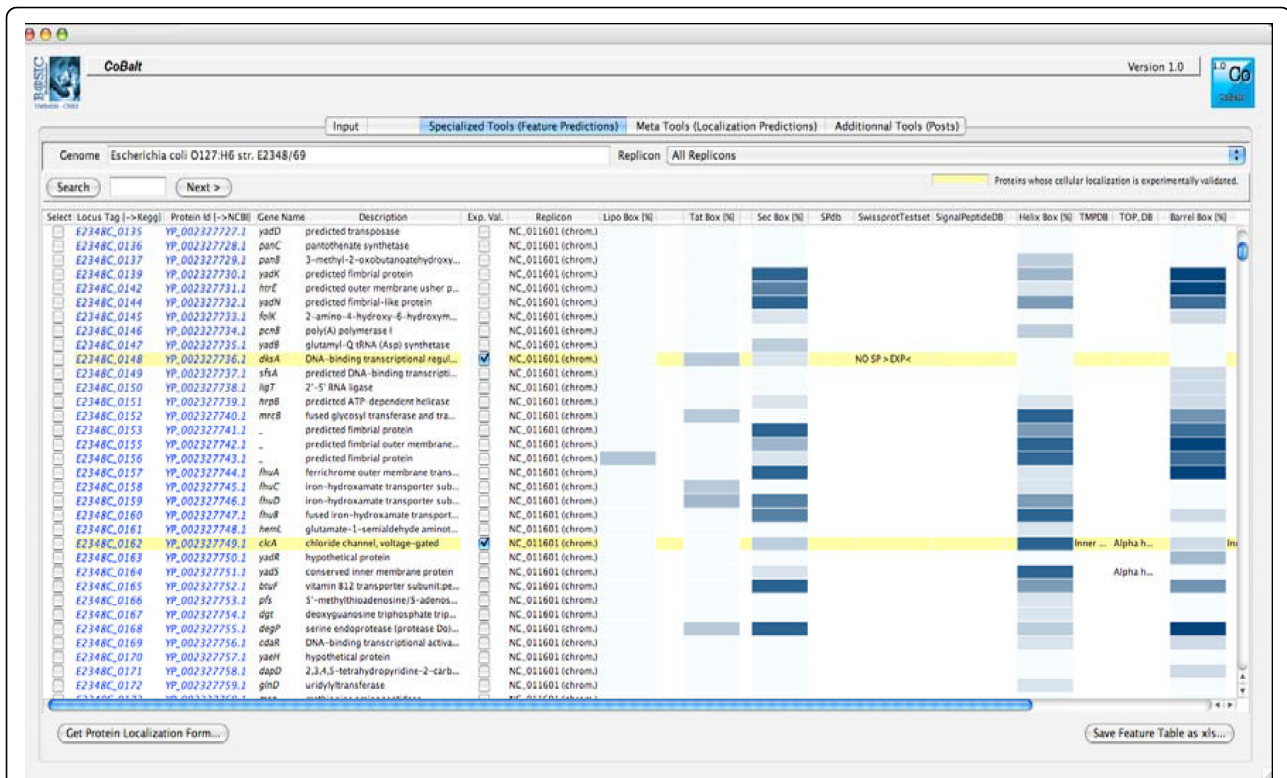 CoBalt
Version 1.0
1.0 Co
CoBalt
Input Specialized Tools (Feature Predictions) Meta Tools (Localization Predictions) Additionnal Tools (Posts)
Genome Escherichia coli O127:H6 str. E2348/69 Replicon All Replicons
Search Next > Proteins whose cellular localization is experimentally validated.
Select Locus Tag [->Kegg] Protein Id [->NCBI] Gene Name Description Exp. Val. Replicon Lipo Box [%] Tat Box [%] Sec Box [%] SPdb SwissprotTestset SignalPeptideDB Helix Box [%] TMPDB TOP_DB Barrel Box [%]
E2348C_0135 YP_002327727.1 yadD predicted transposase NC_011601 (chrom.)
E2348C_0136 YP_002327728.1 panC pantothenate synthetase NC_011601 (chrom.)
E2348C_0137 YP_002327729.1 panB 3-methyl-2-oxobutanoatehydroxy... NC_011601 (chrom.)
E2348C_0139 YP_002327730.1 yadK predicted fimbrial protein NC_011601 (chrom.)
E2348C_0142 YP_002327731.1 htrE predicted outer membrane usher p... NC_011601 (chrom.)
E2348C_0144 YP_002327732.1 yadN predicted fimbrial-like protein NC_011601 (chrom.)
E2348C_0145 YP_002327733.1 folK 2-amino-4-hydroxy-6-hydroxym... NC_011601 (chrom.)
E2348C_0146 YP_002327734.1 pcnB poly(A) polymerase I NC_011601 (chrom.)
E2348C_0147 YP_002327735.1 yadB glutamyl-Q tRNA (Asp) synthetase NC_011601 (chrom.)
E2348C_0148 YP_002327736.1 dksA DNA-binding transcriptional regul... NC_011601 (chrom.) NO SP >EXP<
E2348C_0149 YP_002327737.1 sfsA predicted DNA-binding transcripti... NC_011601 (chrom.)
E2348C_0150 YP_002327738.1 ligT 2'-5' RNA ligase NC_011601 (chrom.)
E2348C_0151 YP_002327739.1 hrpB predicted ATP-dependent helicase NC_011601 (chrom.)
E2348C_0152 YP_002327740.1 mrcB fused glycosyl transferase and tra... NC_011601 (chrom.)
E2348C_0153 YP_002327741.1 _ predicted fimbrial protein NC_011601 (chrom.)
E2348C_0155 YP_002327742.1 _ predicted fimbrial outer membrane... NC_011601 (chrom.)
E2348C_0156 YP_002327743.1 _ predicted fimbrial protein NC_011601 (chrom.)
E2348C_0157 YP_002327744.1 fhuA ferrichrome outer membrane trans... NC_011601 (chrom.)
E2348C_0158 YP_002327745.1 fhuC iron-hydroxamate transporter sub... NC_011601 (chrom.)
E2348C_0159 YP_002327746.1 fhuD iron-hydroxamate transporter sub... NC_011601 (chrom.)
E2348C_0160 YP_002327747.1 fhuB fused iron-hydroxamate transport... NC_011601 (chrom.)
E2348C_0161 YP_002327748.1 hemL glutamate-1-semialdehyde aminot... NC_011601 (chrom.)
E2348C_0162 YP_002327749.1 clcA chloride channel, voltage-gated NC_011601 (chrom.) Inner ... Alpha h...
E2348C_0163 YP_002327750.1 yadR hypothetical protein NC_011601 (chrom.)
E2348C_0164 YP_002327751.1 yadS conserved inner membrane protein NC_011601 (chrom.) Alpha h...
E2348C_0165 YP_002327752.1 btuF vitamin B12 transporter subunit:pe... NC_011601 (chrom.)
E2348C_0166 YP_002327753.1 pfs 5'-methylthioadenosine/S-adenos... NC_011601 (chrom.)
E2348C_0167 YP_002327754.1 dgt deoxyguanosine triphosphate trip... NC_011601 (chrom.)
E2348C_0168 YP_002327755.1 degP serine endoprotease (protease Do)... NC_011601 (chrom.)
E2348C_0169 YP_002327756.1 cdaR DNA-binding transcriptional activa... NC_011601 (chrom.)
E2348C_0170 YP_002327757.1 yaeH hypothetical protein NC_011601 (chrom.)
E2348C_0171 YP_002327758.1 dapD 2,3,4,5-tetrahydropyridine-2-carb... NC_011601 (chrom.)
E2348C_0172 YP_002327759.1 glnD uridylyltransferase NC_011601 (chrom.)
Get Protein Localization Form... Save Feature Table as xls...